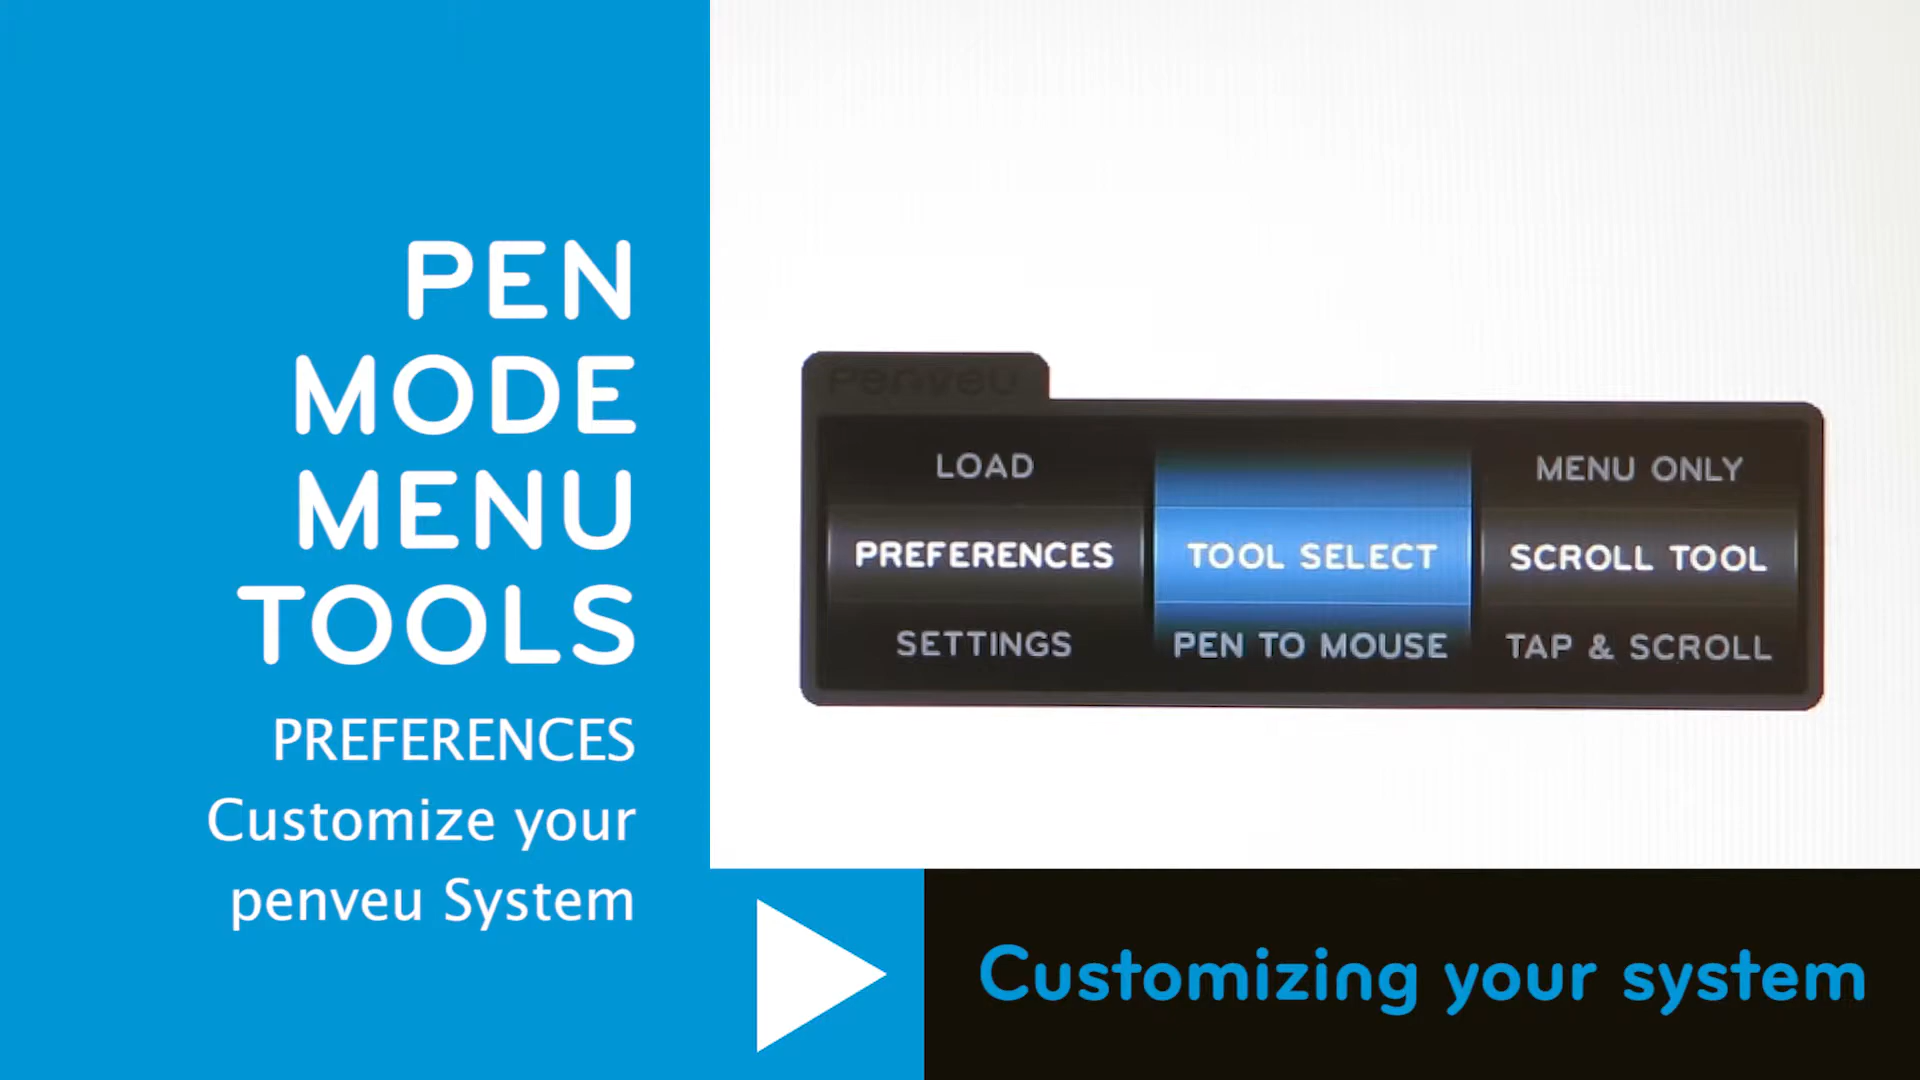 PEN
MODE
MENU
TOOLS
PREFERENCES
Customize your
penveu System
penveu
LOAD
MENU ONLY
PREFERENCES
TOOL SELECT
SCROLL TOOL
SETTINGS
PEN TO MOUSE
TAP & SCROLL
Customizing your system